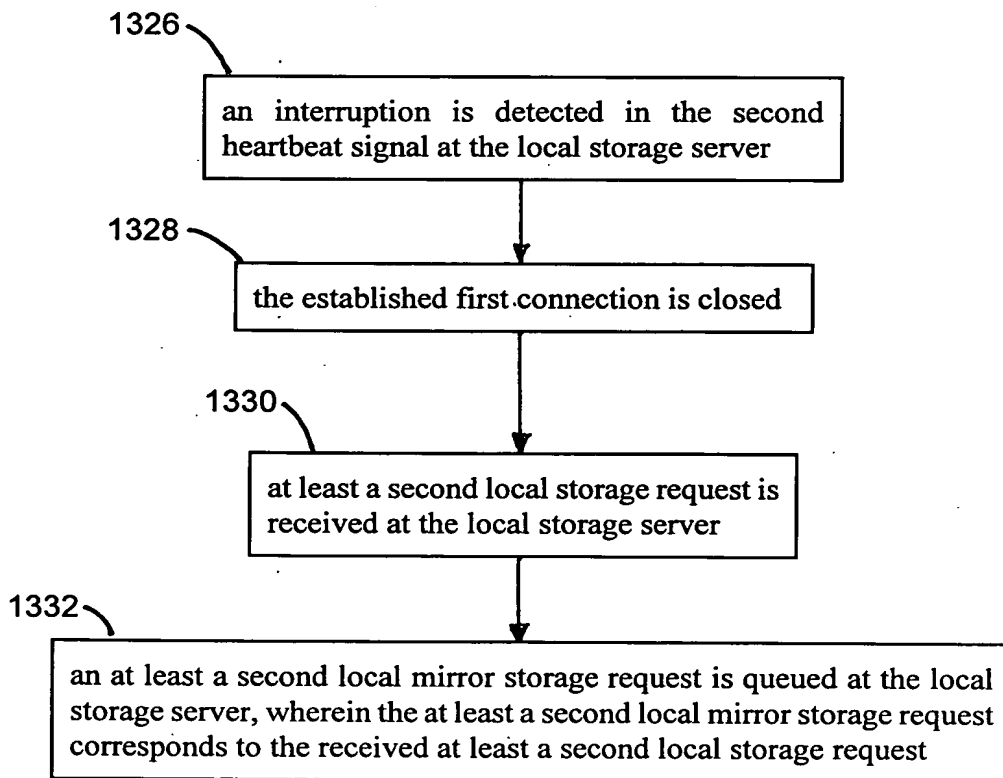 1326
an interruption is detected in the second
heartbeat signal at the local storage server
1328
the established first connection is closed
1330
at least a second local storage request is
received at the local storage server
1332
an at least a second local mirror storage request is queued at the local
storage server, wherein the at least a second local mirror storage request
corresponds to the received at least a second local storage request